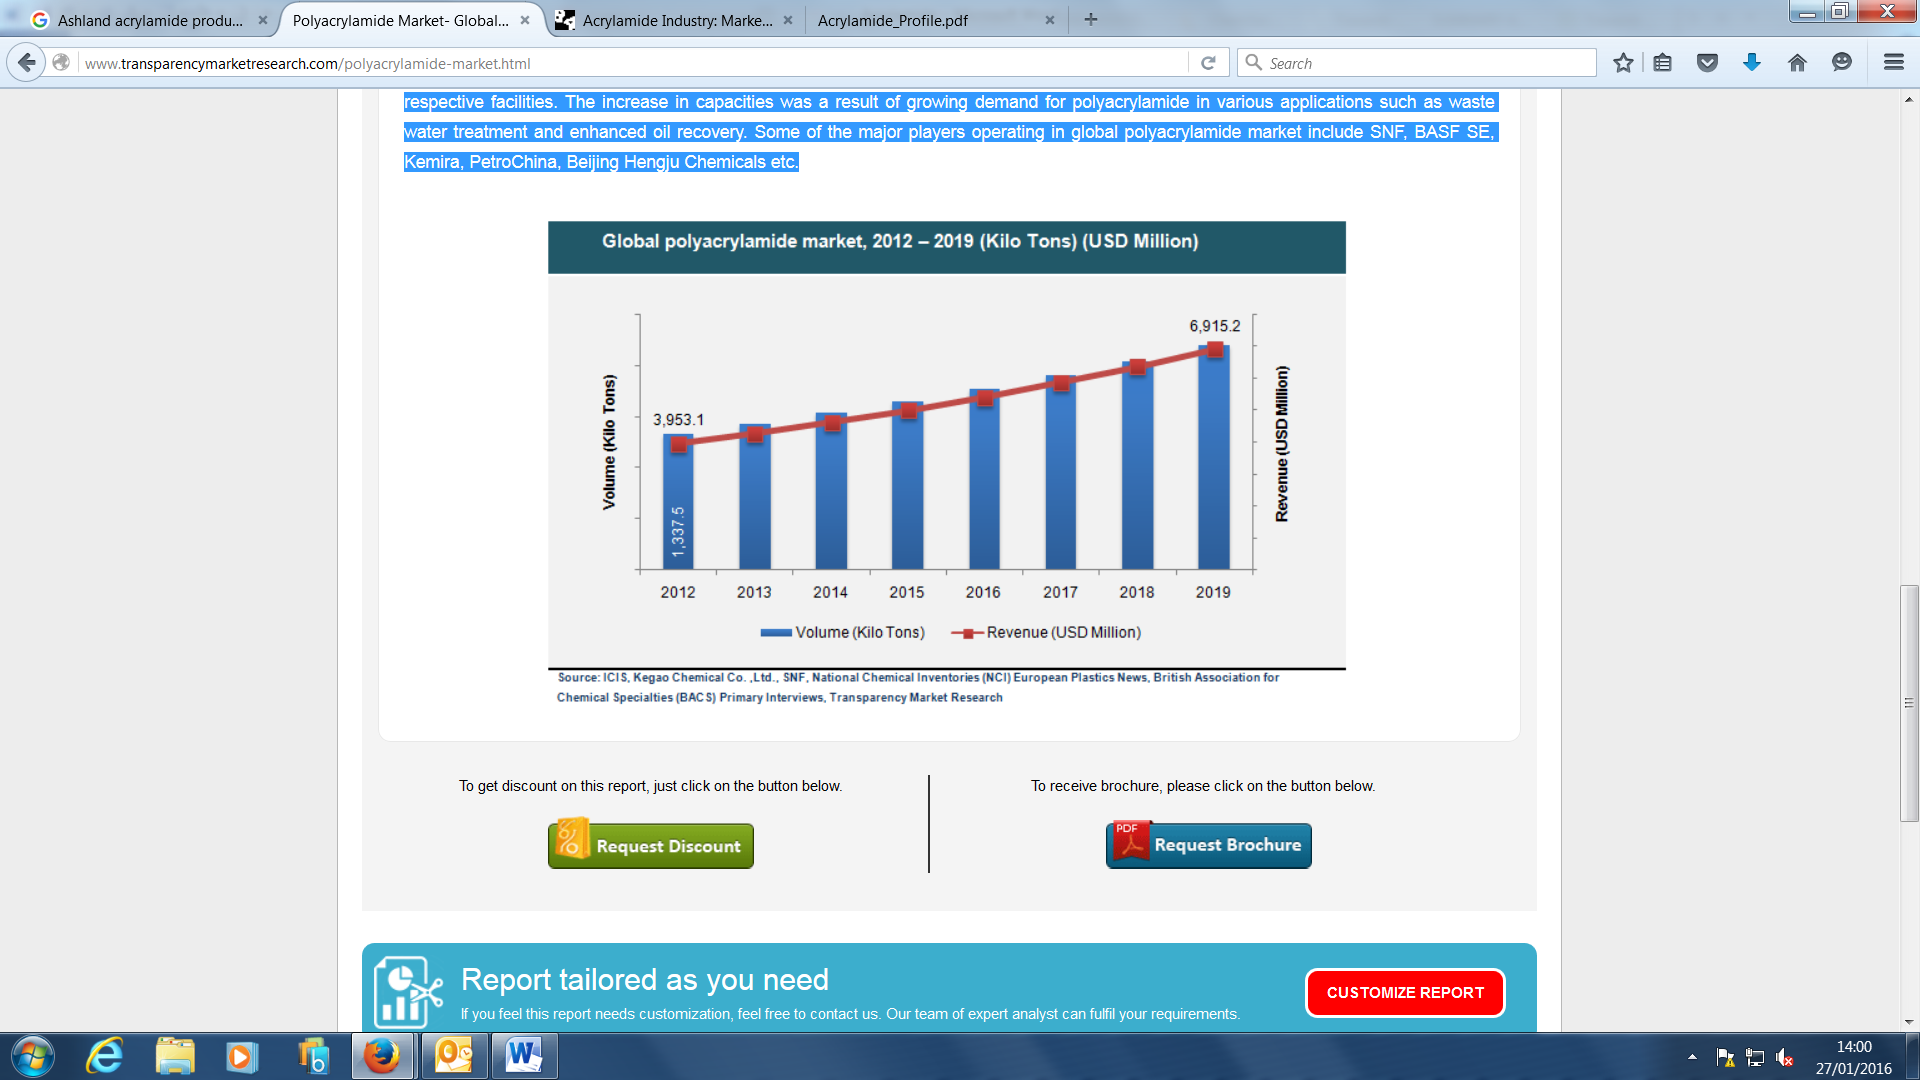 Ashland acrylamide produ...
Polyacrylamide Market- Global...
Acrylamide Industry: Marke...
Acrylamide_Profile.pdf
www.transparencymarketresearch.com/polyacrylamide-market.html
Search
respective facilities. The increase in capacities was a result of growing demand for polyacrylamide in various applications such as waste
water treatment and enhanced oil recovery. Some of the major players operating in global polyacrylamide market include SNF, BASF SE,
Kemira, PetroChina, Beijing Hengju Chemicals etc.
Global polyacrylamide market, 2012 – 2019 (Kilo Tons) (USD Million)
6,915.2
3,953.1
1,337.5
Volume (Kilo Tons)
Revenue (USD Million)
2012 2013 2014 2015 2016 2017 2018 2019
Volume (Kilo Tons) Revenue (USD Million)
Source: ICIS, Kegao Chemical Co. ,Ltd., SNF, National Chemical Inventories (NCI) European Plastics News, British Association for
Chemical Specialties (BACS) Primary Interviews, Transparency Market Research
To get discount on this report, just click on the button below.
Request Discount
To receive brochure, please click on the button below.
PDF
Request Brochure
Report tailored as you need
If you feel this report needs customization, feel free to contact us. Our team of expert analyst can fulfil your requirements.
CUSTOMIZE REPORT
14:00
27/01/2016